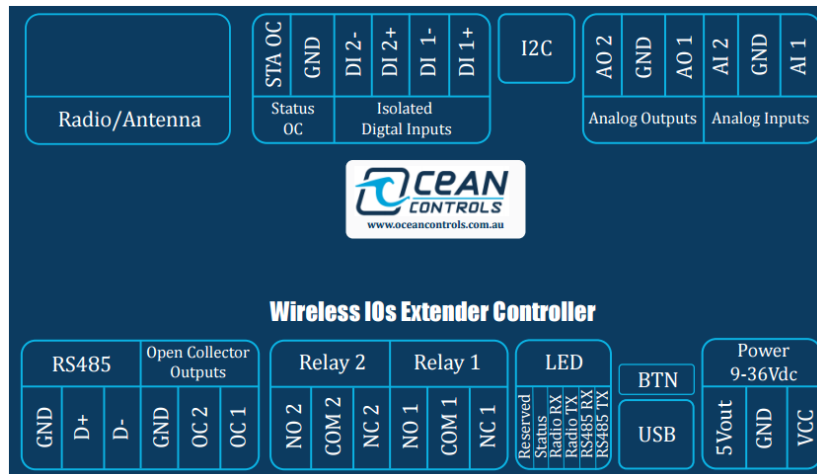 STA OC
GND
DI 2-
DI 2+
DI 1-
DI 1+
I2C
AO 2
GND
AO 1
AI 2
GND
AI 1
Radio/Antenna
Status
OC
Isolated
Digtal Inputs
Analog Outputs
Analog Inputs
OCEAN
CONTROLS
www.oceancontrols.com.au
Wireless IOs Extender Controller
RS485
Open Collector
Outputs
Relay 2
Relay 1
LED
BTN
USB
Power
9-36Vdc
GND
D+
D-
GND
OC 2
OC 1
NO 2
COM 2
NC 2
NO 1
COM 1
NC 1
Reserved
Status
Radio RX
Radio TX
RS485 RX
RS485 TX
5Vout
GND
VCC